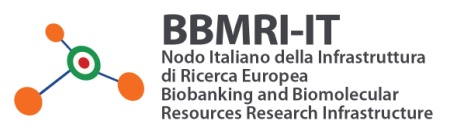 BBMRI-IT
Nodo Italiano della Infrastruttura
di Ricerca Europea
Biobanking and Biomolecular
Resources Research Infrastructure